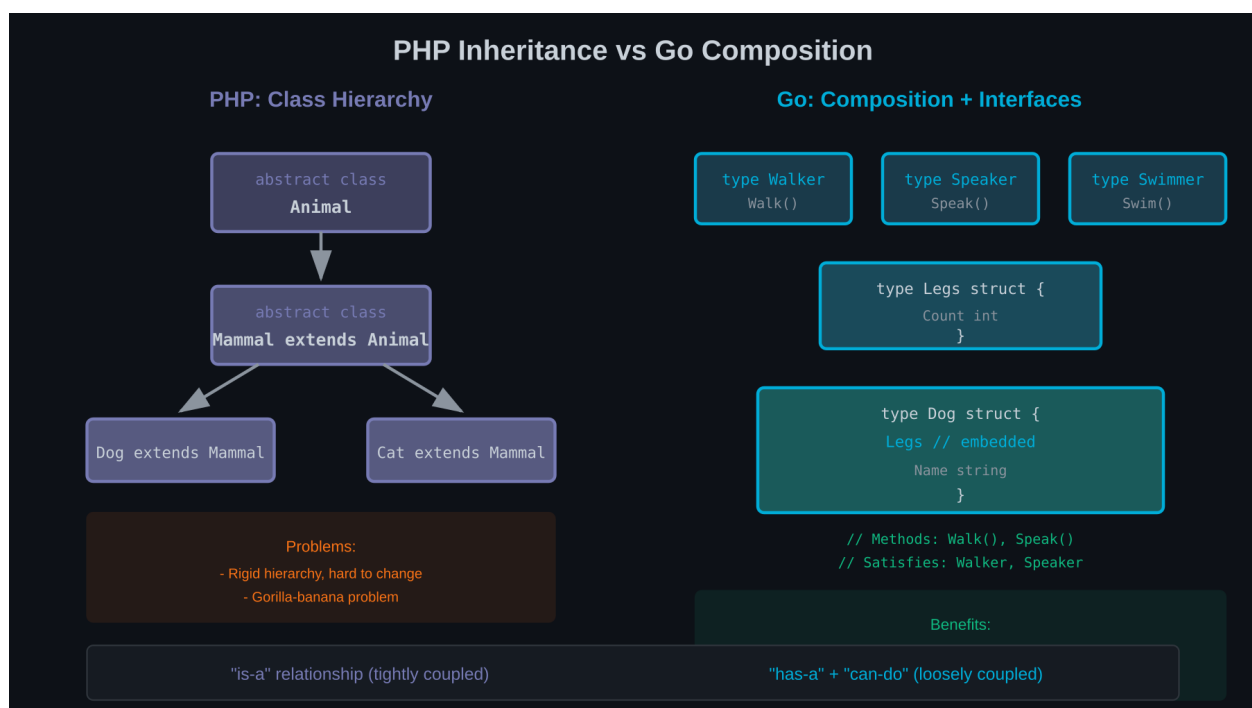 PHP Inheritance vs Go Composition
PHP: Class Hierarchy
abstract class
Animal
abstract class
Mammal extends Animal
Dog extends Mammal
Cat extends Mammal
Problems:
- Rigid hierarchy, hard to change
- Gorilla-banana problem
Go: Composition + Interfaces
type Walker
Walk()
type Speaker
Speak()
type Swimmer
Swim()
type Legs struct {
Count int
}
type Dog struct {
Legs // embedded
Name string
}
// Methods: Walk(), Speak()
// Satisfies: Walker, Speaker
Benefits:
"is-a" relationship (tightly coupled)
"has-a" + "can-do" (loosely coupled)